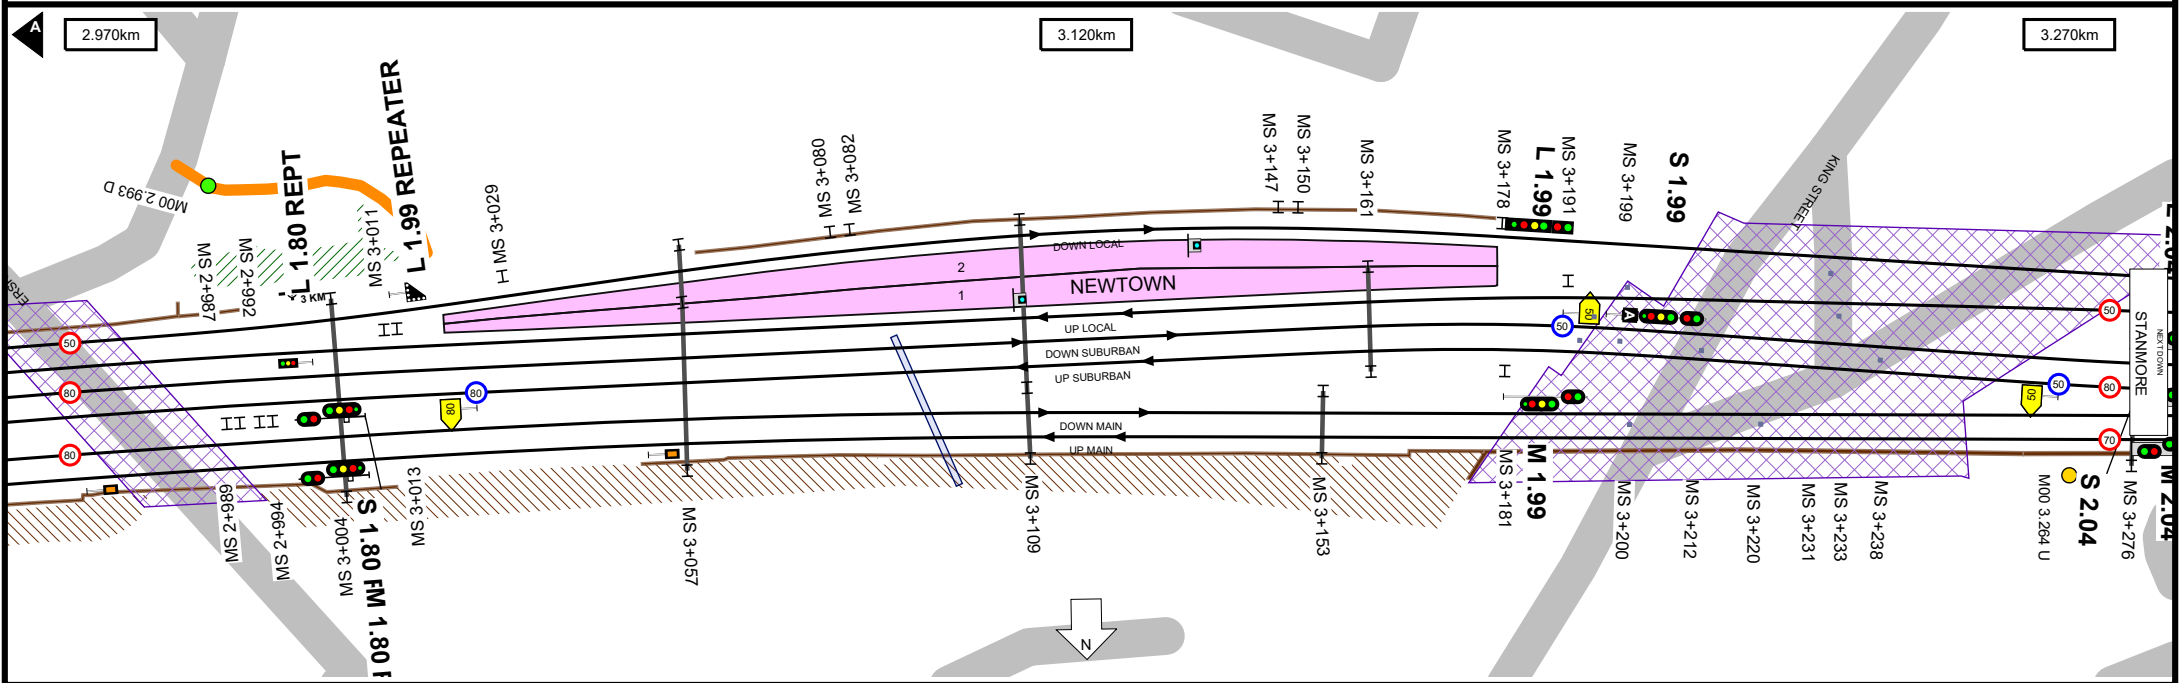 A
2.970km
3.120km
3.270km
M00 2.993 D
MS 2+987
MS 2+992
L 1.80 REPT
3 KM
MS 3+011
L 1.99 REPEATER
MS 3+029
MS 3+080
MS 3+082
MS 3+147
MS 3+150
MS 3+161
MS 3+178
L 1.99
MS 3+191
MS 3+199
S 1.99
KING STREET
DOWN LOCAL
2
1
NEWTOWN
UP LOCAL
DOWN SUBURBAN
UP SUBURBAN
DOWN MAIN
UP MAIN
50
80
80
80
80
50
50
A
50
50
50
80
70
STANMORE
NEXT DOWN
MS 2+989
MS 2+994
MS 3+004
S 1.80
M 1.80
MS 3+013
MS 3+057
MS 3+109
MS 3+153
MS 3+181
M 1.99
MS 3+200
MS 3+212
MS 3+220
MS 3+231
MS 3+233
MS 3+238
M00 3.264 U
S 2.04
MS 3+276
M 2.04
N